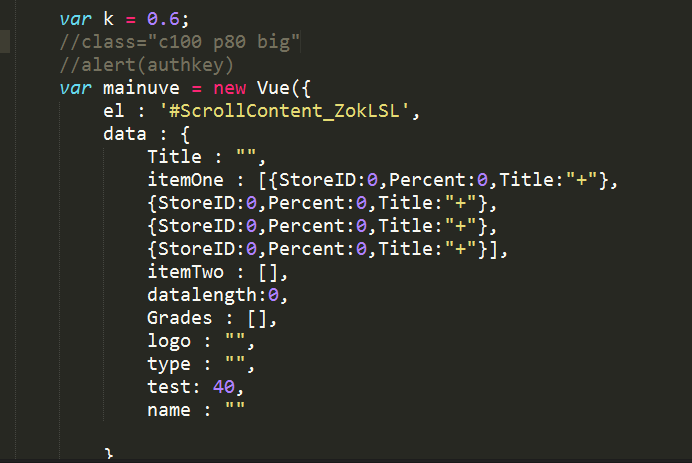 var k = 0.6;
//class="c100 p80 big"
//alert(authkey)
var mainuve = new Vue({
el : '#ScrollContent_ZokLSL',
data : {
Title : "",
itemOne : [{StoreID:0,Percent:0,Title:"+"},
{StoreID:0,Percent:0,Title:"+"},
{StoreID:0,Percent:0,Title:"+"},
{StoreID:0,Percent:0,Title:"+"}],
itemTwo : [],
datalength:0,
Grades : [],
logo : "",
type : "",
test: 40,
name : ""
}